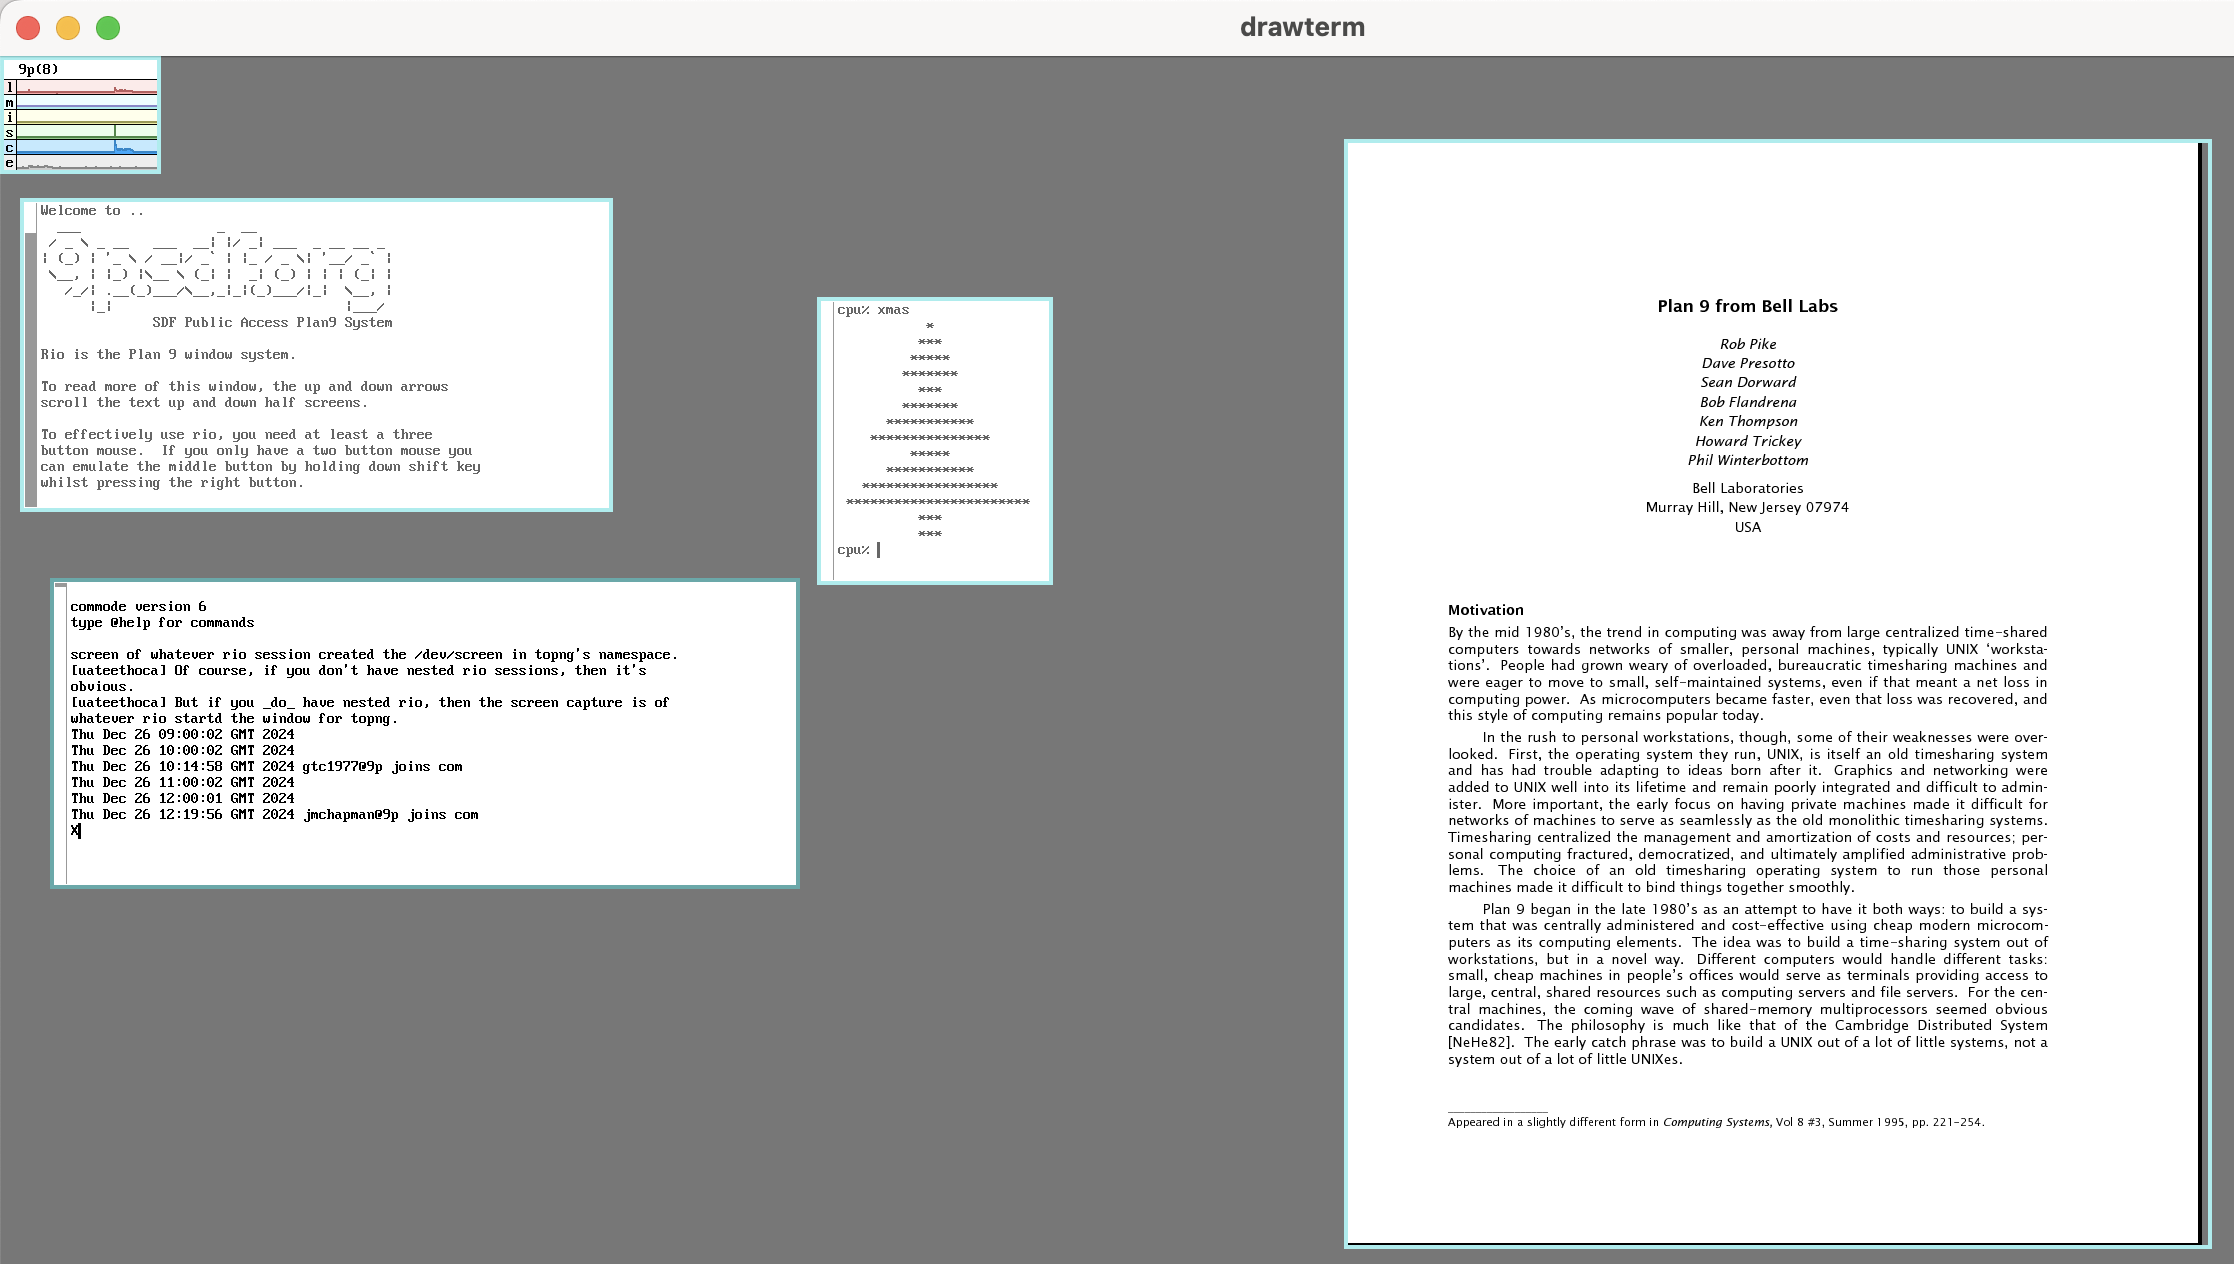 drawterm
9p(8)
l
m
i
s
c
e
Welcome to ..
SDF Public Access Plan9 System
Rio is the Plan 9 window system.
To read more of this window, the up and down arrows
scroll the text up and down half screens.
To effectively use rio, you need at least a three
button mouse.  If you only have a two button mouse you
can emulate the middle button by holding down shift key
whilst pressing the right button.
commode version 6
type @help for commands
screen of whatever rio session created the /dev/screen in topng's namespace.
[uateethoca] Of course, if you don't have nested rio sessions, then it's
obvious.
[uateethoca] But if you _do_ have nested rio, then the screen capture is of
whatever rio startd the window for topng.
Thu Dec 26 09:00:02 GMT 2024
Thu Dec 26 10:00:02 GMT 2024
Thu Dec 26 10:14:58 GMT 2024 gtc1977@9p joins com
Thu Dec 26 11:00:02 GMT 2024
Thu Dec 26 12:00:01 GMT 2024
Thu Dec 26 12:19:56 GMT 2024 jmchapman@9p joins com
X
cpu% xmas
*
***
*****
*******
***
*******
***********
***************
*****
***********
*****************
***********************
***
***
cpu%
Plan 9 from Bell Labs
Rob Pike
Dave Presotto
Sean Dorward
Bob Flandrena
Ken Thompson
Howard Trickey
Phil Winterbottom
Bell Laboratories
Murray Hill, New Jersey 07974
USA
Motivation
By the mid 1980's, the trend in computing was away from large centralized time-shared
computers towards networks of smaller, personal machines, typically UNIX ‘worksta-
tions’.  People had grown weary of overloaded, bureaucratic timesharing machines and
were eager to move to small, self-maintained systems, even if that meant a net loss in
computing power.  As microcomputers became faster, even that loss was recovered, and
this style of computing remains popular today.
In the rush to personal workstations, though, some of their weaknesses were over-
looked.  First, the operating system they run, UNIX, is itself an old timesharing system
and has had trouble adapting to ideas born after it.  Graphics and networking were
added to UNIX well into its lifetime and remain poorly integrated and difficult to admin-
ister.  More important, the early focus on having private machines made it difficult for
networks of machines to serve as seamlessly as the old monolithic timesharing systems.
Timesharing centralized the management and amortization of costs and resources; per-
sonal computing fractured, democratized, and ultimately amplified administrative prob-
lems.  The choice of an old timesharing operating system to run those personal
machines made it difficult to bind things together smoothly.
Plan 9 began in the late 1980's as an attempt to have it both ways: to build a sys-
tem that was centrally administered and cost-effective using cheap modern microcom-
puters as its computing elements.  The idea was to build a time-sharing system out of
workstations, but in a novel way.  Different computers would handle different tasks:
small, cheap machines in people's offices would serve as terminals providing access to
large, central, shared resources such as computing servers and file servers.  For the cen-
tral machines, the coming wave of shared-memory multiprocessors seemed obvious
candidates.  The philosophy is much like that of the Cambridge Distributed System
[NeHe82].  The early catch phrase was to build a UNIX out of a lot of little systems, not a
system out of a lot of little UNIXes.
Appeared in a slightly different form in Computing Systems, Vol 8 #3, Summer 1995, pp. 221-254.